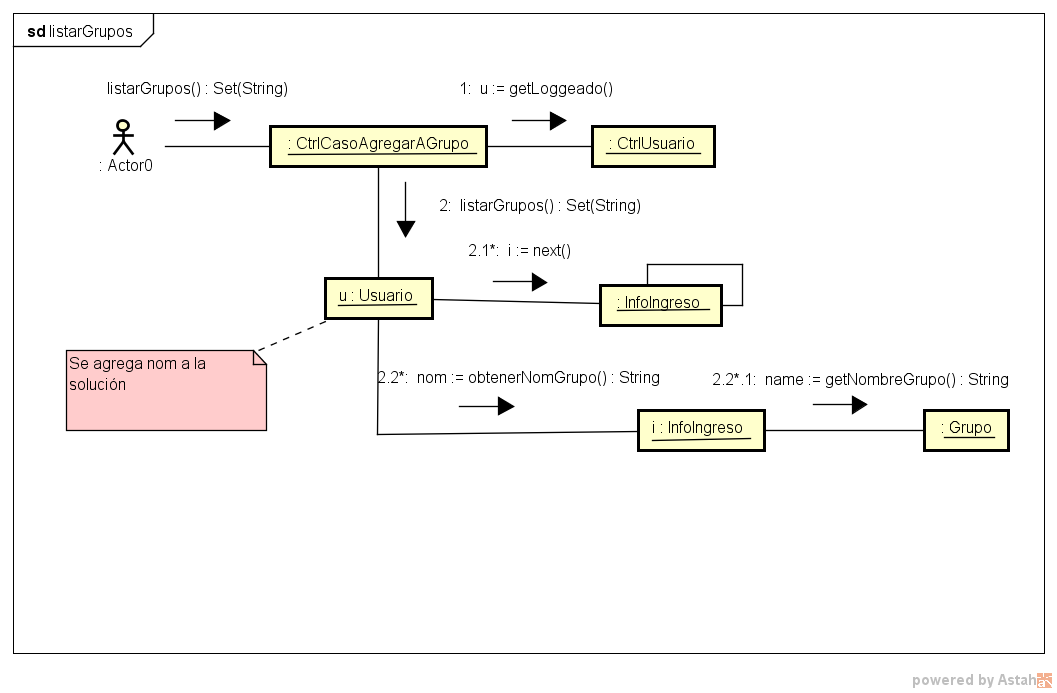 sd listarGrupos
listarGrupos() : Set(String)
1: u := getLoggeado()
: Actor0
: CtrlCasoAgregarAGrupo
: CtrlUsuario
2: listarGrupos() : Set(String)
2.1*: i := next()
u : Usuario
: InfoIngreso
Se agrega nom a la
solución
2.2*: nom := obtenerNomGrupo() : String
2.2*.1: name := getNombreGrupo() : String
i : InfoIngreso
: Grupo
powered by Astah